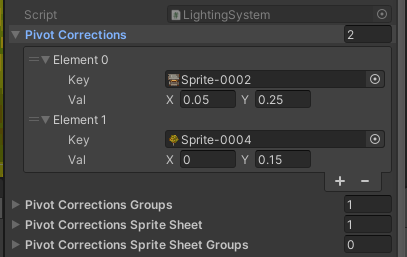 Script LightingSystem
Pivot Corrections 2
Element 0
Key Sprite-0002
Val X 0.05 Y 0.25
Element 1
Key Sprite-0004
Val X 0 Y 0.15
+ −
Pivot Corrections Groups 1
Pivot Corrections Sprite Sheet 1
Pivot Corrections Sprite Sheet Groups 0